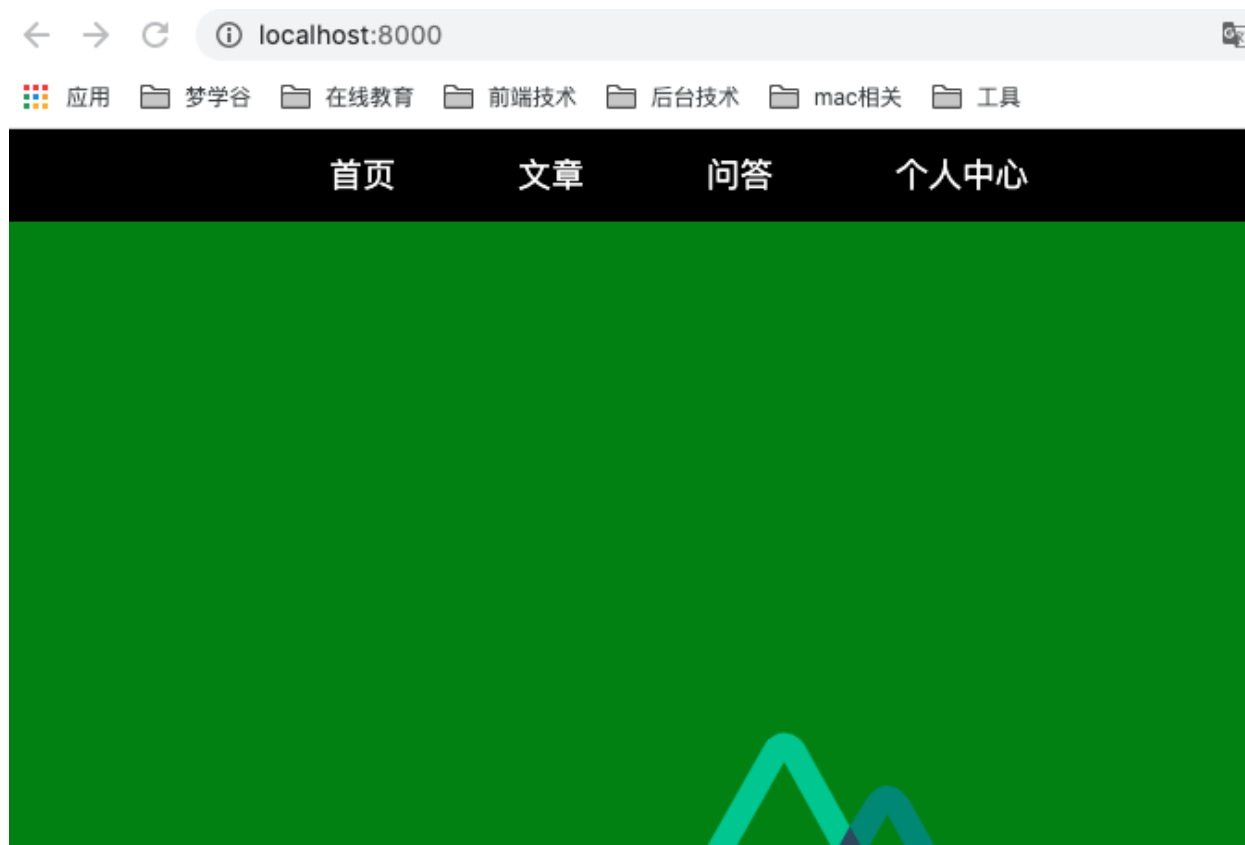 localhost:8000
应用 梦学谷 在线教育 前端技术 后台技术 mac相关 工具
首页 文章 问答 个人中心